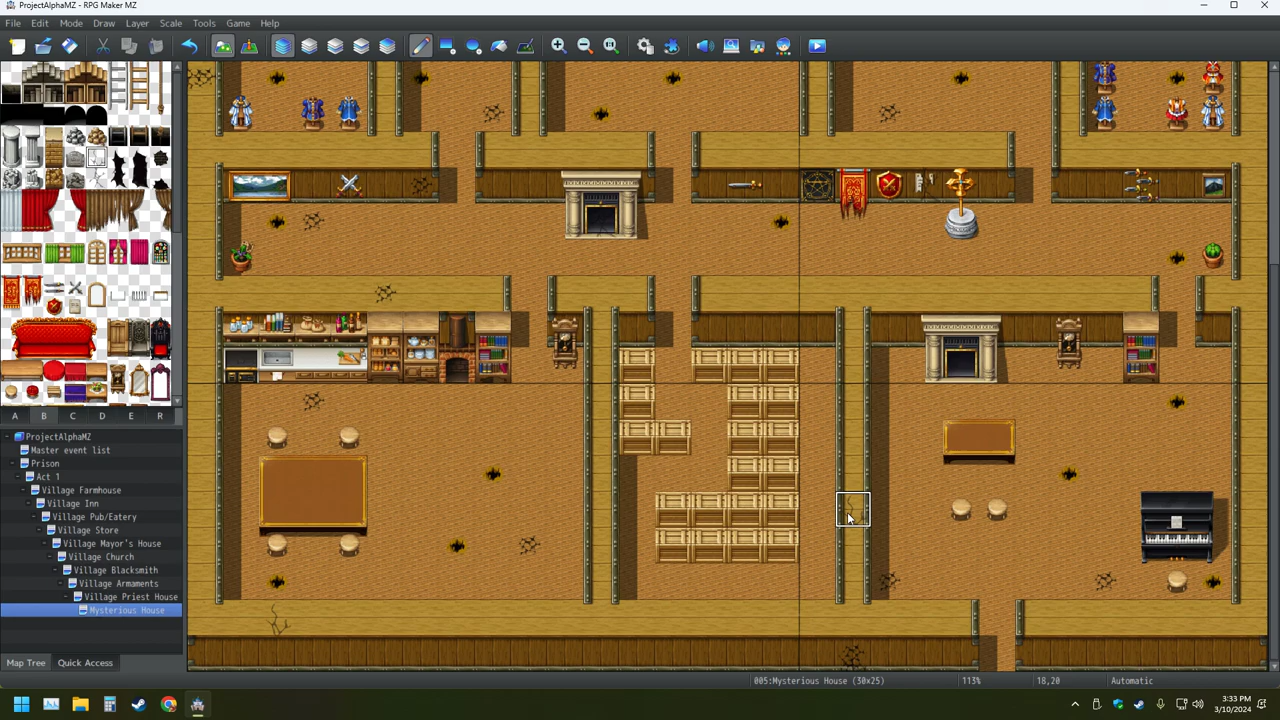 ProjectAlphaMZ - RPG Maker MZ
File Edit Mode Draw Layer Scale Tools Game Help
A B C D E R
ProjectAlphaMZ
Master event list
Prison
Act 1
Village Farmhouse
Village Inn
Village Pub/Eatery
Village Store
Village Mayor's House
Village Church
Village Blacksmith
Village Armaments
Village Priest House
Mysterious House
Map Tree Quick Access
005:Mysterious House (30x25) 113% 18,20 Automatic
3:33 PM
3/10/2024